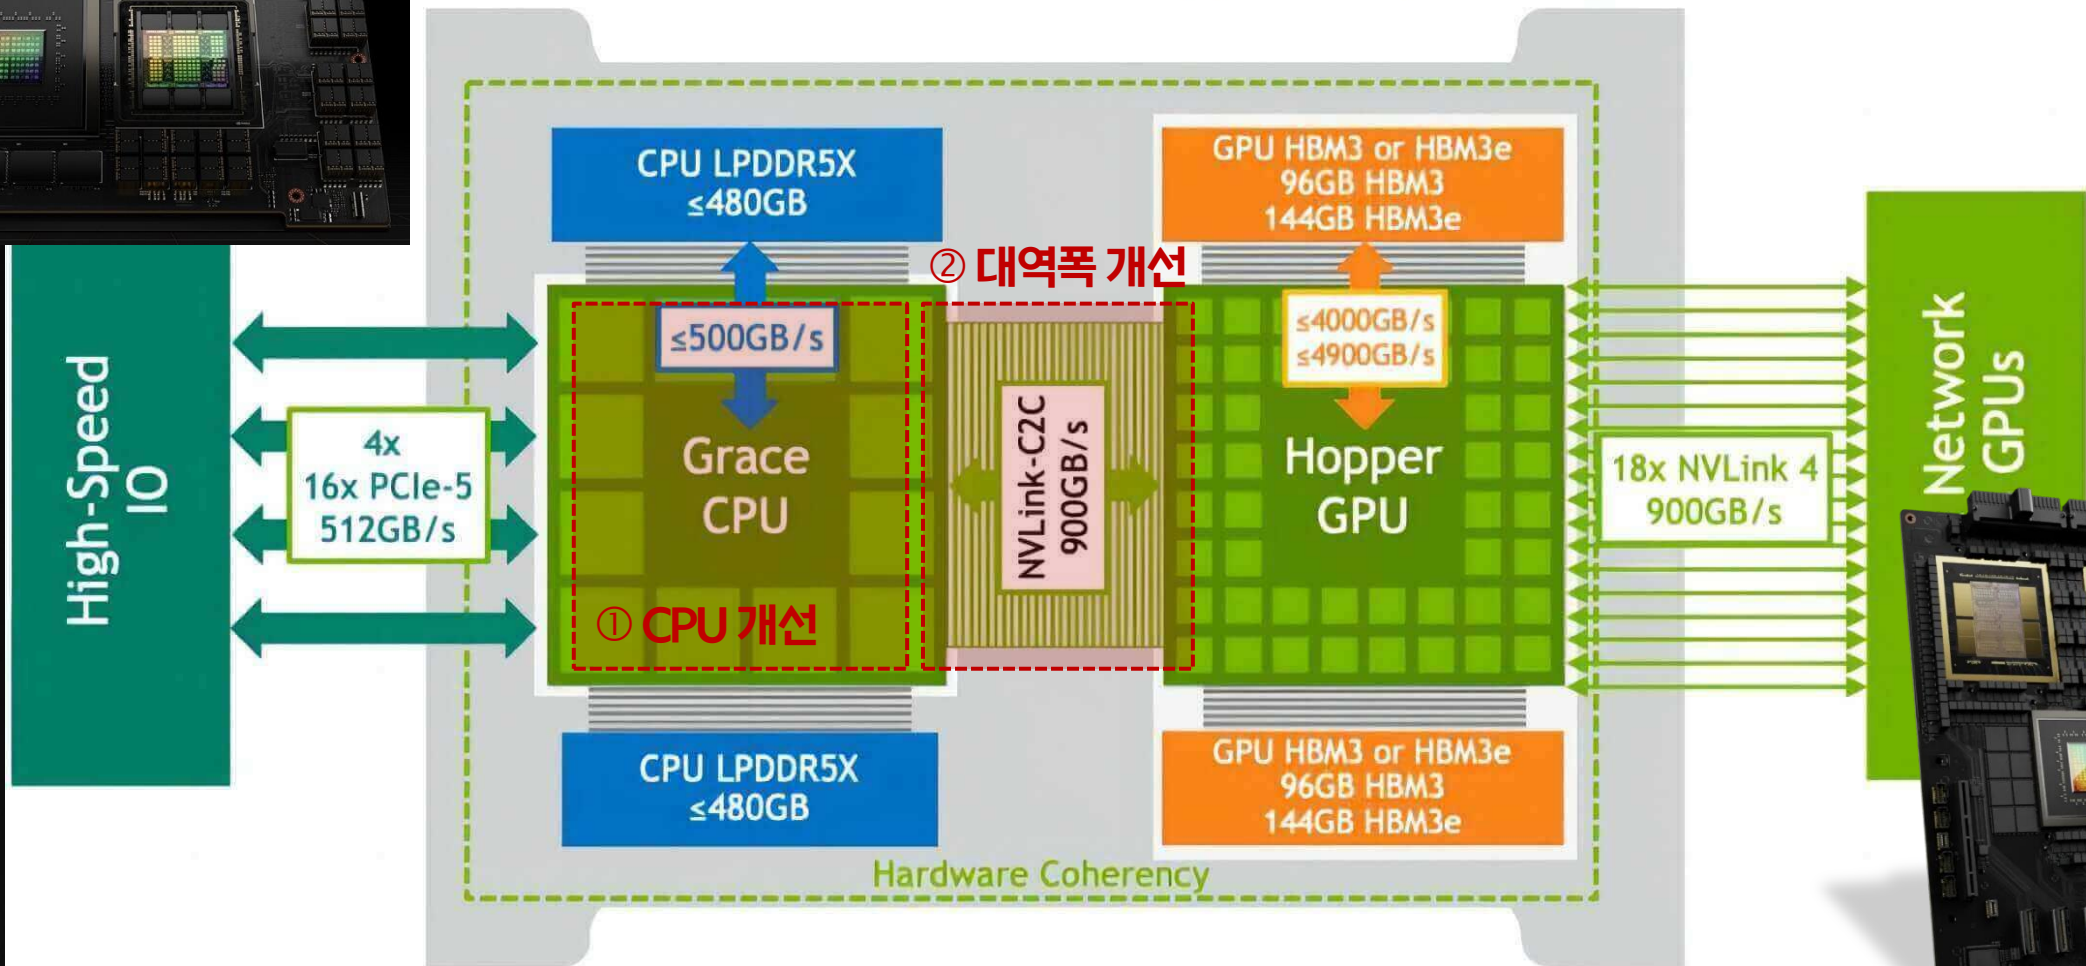 CPU LPDDR5X
≤480GB
GPU HBM3 or HBM3e
96GB HBM3
144GB HBM3e
② 대역폭 개선
≤500GB/s
≤4000GB/s
≤4900GB/s
High-Speed
IO
4x
16x PCIe-5
512GB/s
Grace
CPU
NVLink-C2C
900GB/s
Hopper
GPU
18x NVLink 4
900GB/s
Network
GPUs
① CPU 개선
CPU LPDDR5X
≤480GB
GPU HBM3 or HBM3e
96GB HBM3
144GB HBM3e
Hardware Coherency